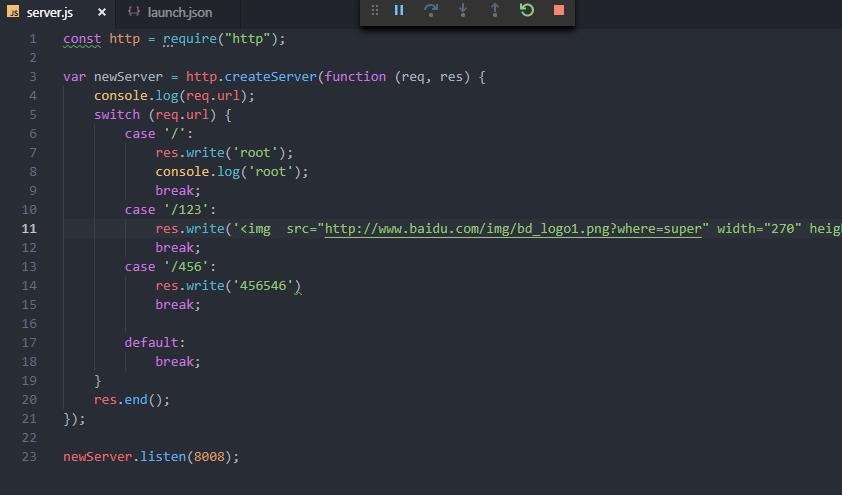 server.js × launch.json
1 const http = require("http");
2
3 var newServer = http.createServer(function (req, res) {
4 console.log(req.url);
5 switch (req.url) {
6 case '/':
7 res.write('root');
8 console.log('root');
9 break;
10 case '/123':
11 res.write('<img  src="http://www.baidu.com/img/bd_logo1.png?where=super" width="270" heig
12 break;
13 case '/456':
14 res.write('456546')
15 break;
16
17 default:
18 break;
19 }
20 res.end();
21 });
22
23 newServer.listen(8008);